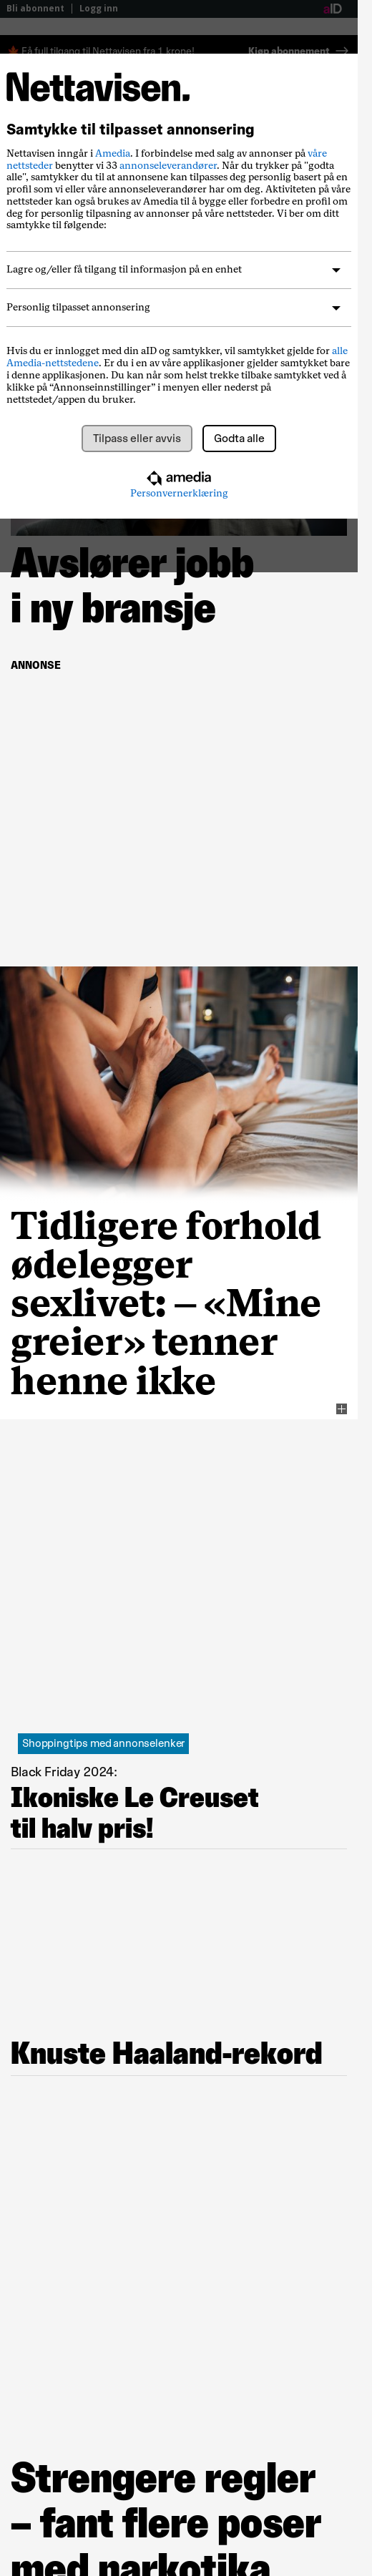 Bli abonnent | Logg inn
aID
Få full tilgang til Nettavisen fra 1 krone!
Kjøp abonnement
Nettavisen.
Samtykke til tilpasset annonsering
Nettavisen inngår i Amedia. I forbindelse med salg av annonser på våre
nettsteder benytter vi 33 annonseleverandører. Når du trykker på "godta
alle", samtykker du til at annonsene kan tilpasses deg personlig basert på en
profil som vi eller våre annonseleverandører har om deg. Aktiviteten på våre
nettsteder kan også brukes av Amedia til å bygge eller forbedre en profil om
deg for personlig tilpasning av annonser på våre nettsteder. Vi ber om ditt
samtykke til følgende:
Lagre og/eller få tilgang til informasjon på en enhet
Personlig tilpasset annonsering
Hvis du er innlogget med din aID og samtykker, vil samtykket gjelde for alle
Amedia-nettstedene. Er du i en av våre applikasjoner gjelder samtykket bare
i denne applikasjonen. Du kan når som helst trekke tilbake samtykket ved å
klikke på “Annonseinnstillinger” i menyen eller nederst på
nettstedet/appen du bruker.
Tilpass eller avvis
Godta alle
amedia
Personvernerklæring
Avslører jobb
i ny bransje
ANNONSE
Tidligere forhold
ødelegger
sexlivet: – «Mine
greier» tenner
henne ikke
Shoppingtips med annonselenker
Black Friday 2024:
Ikoniske Le Creuset
til halv pris!
Knuste Haaland-rekord
Strengere regler
– fant flere poser
med narkotika